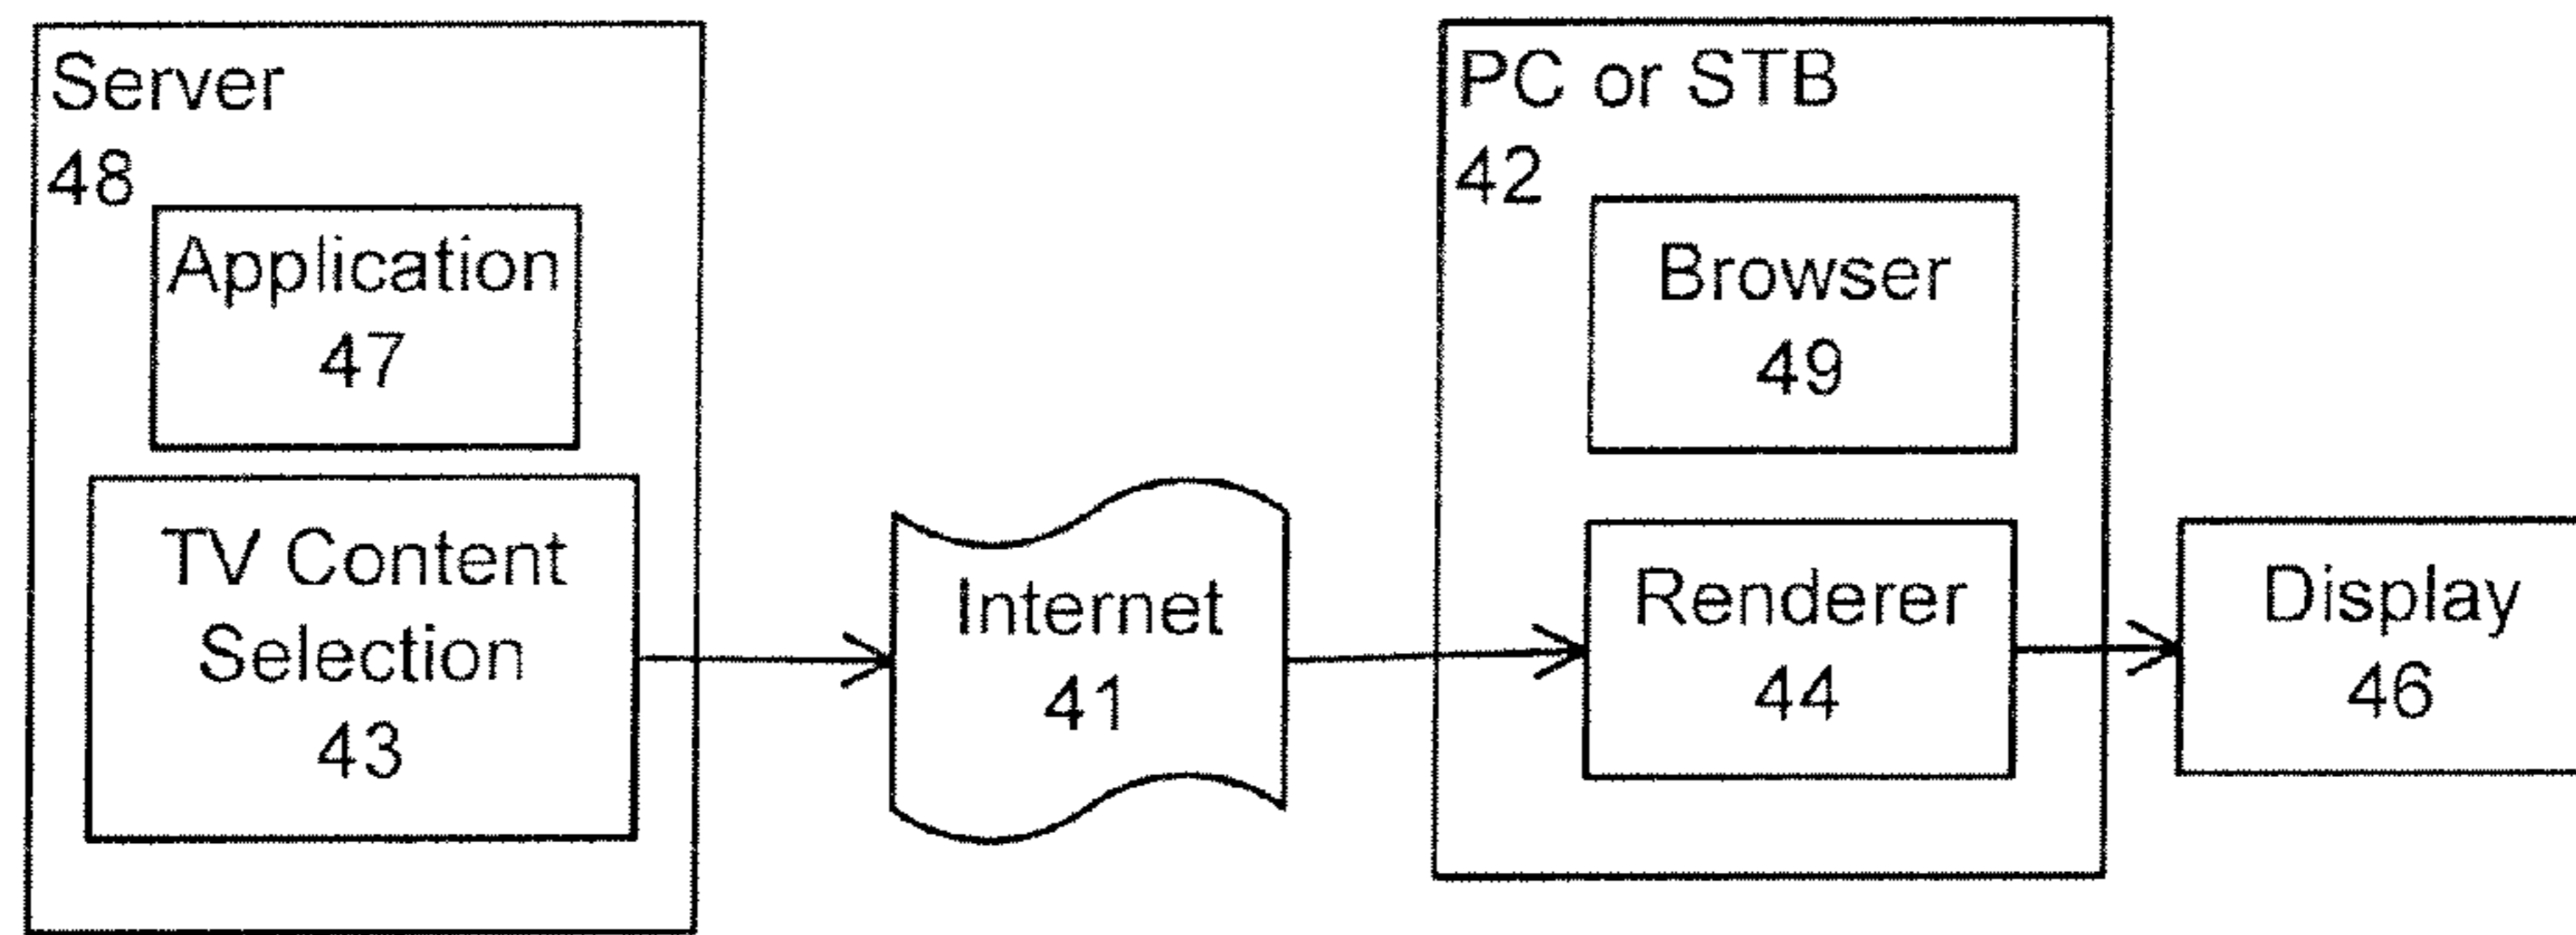 Server
48
Application
47
TV Content
Selection
43
Internet
41
PC or STB
42
Browser
49
Renderer
44
Display
46